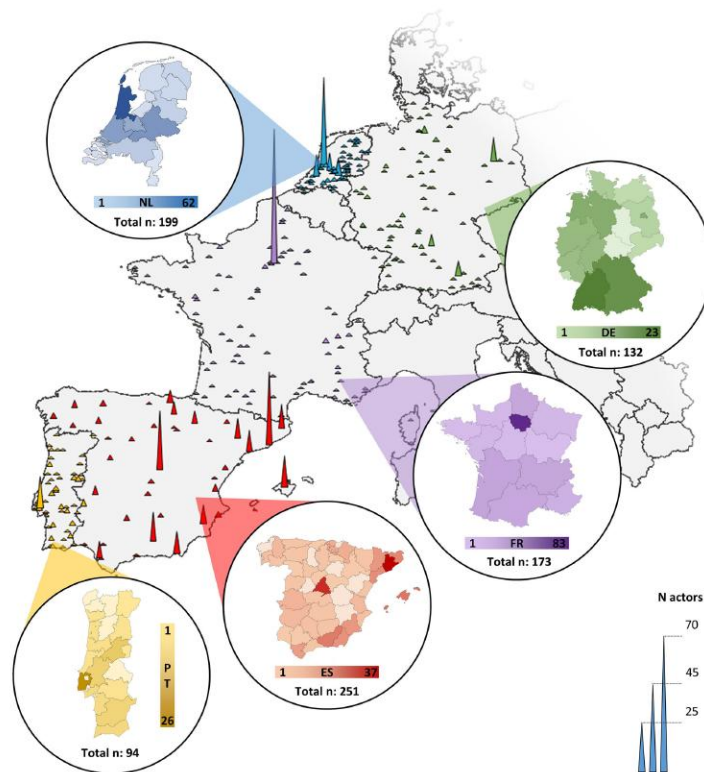 1 NL 62
Total n: 199
1 DE 23
Total n: 132
1 FR 83
Total n: 173
1 ES 37
Total n: 251
1
P
T
26
Total n: 94
N actors
70
45
25